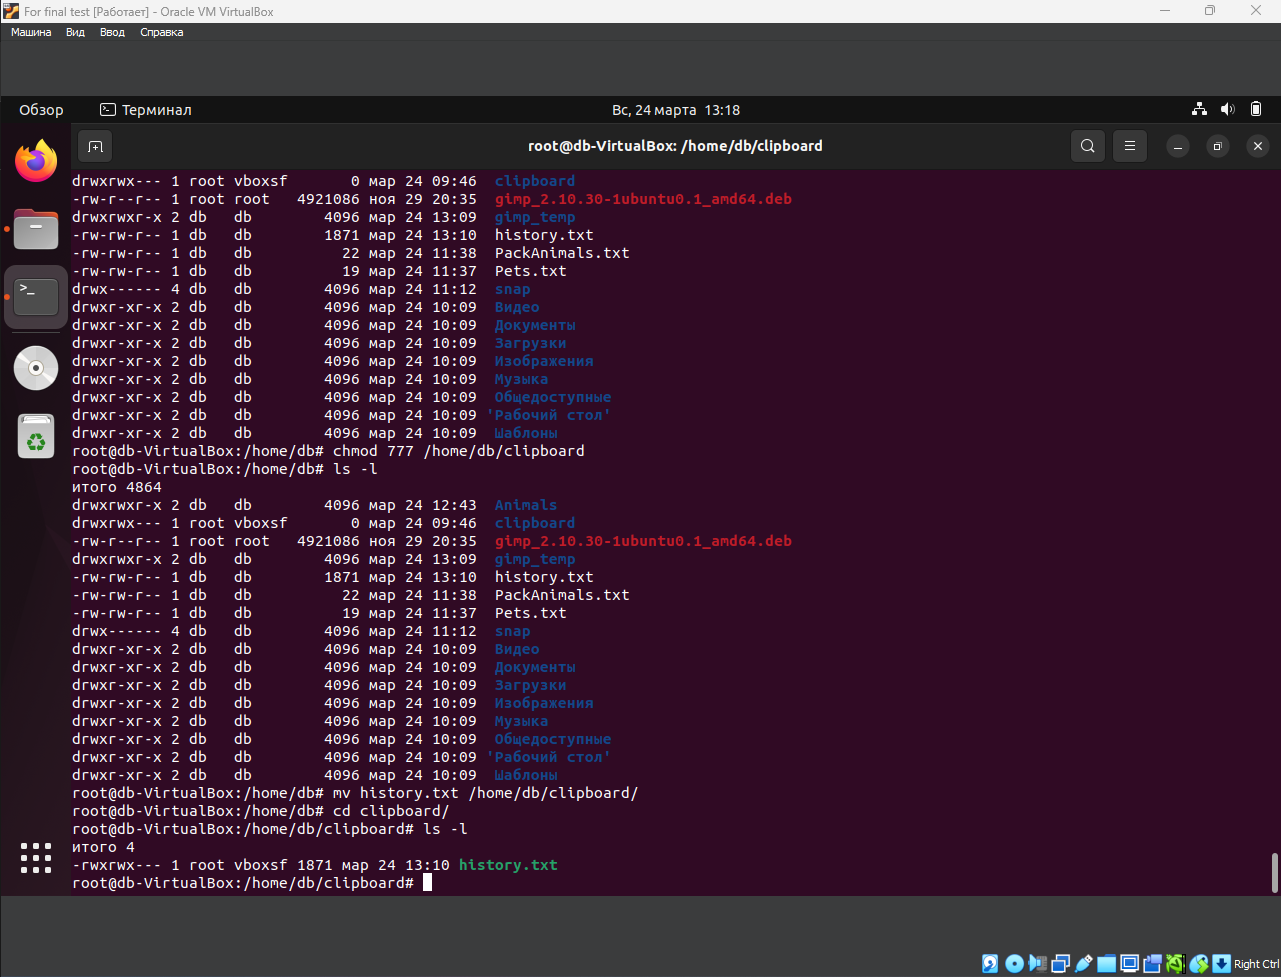 For final test [Работает] - Oracle VM VirtualBox
Машина Вид Ввод Справка
Обзор Терминал Вс, 24 марта 13:18
root@db-VirtualBox: /home/db/clipboard
drwxrwx--- 1 root vboxsf       0 мар 24 09:46  clipboard
-rw-r--r-- 1 root root   4921086 ноя 29 20:35  gimp_2.10.30-1ubuntu0.1_amd64.deb
drwxrwxr-x 2 db   db        4096 мар 24 13:09  gimp_temp
-rw-rw-r-- 1 db   db        1871 мар 24 13:10  history.txt
-rw-rw-r-- 1 db   db          22 мар 24 11:38  PackAnimals.txt
-rw-rw-r-- 1 db   db          19 мар 24 11:37  Pets.txt
drwx------ 4 db   db        4096 мар 24 11:12  snap
drwxr-xr-x 2 db   db        4096 мар 24 10:09  Видео
drwxr-xr-x 2 db   db        4096 мар 24 10:09  Документы
drwxr-xr-x 2 db   db        4096 мар 24 10:09  Загрузки
drwxr-xr-x 2 db   db        4096 мар 24 10:09  Изображения
drwxr-xr-x 2 db   db        4096 мар 24 10:09  Музыка
drwxr-xr-x 2 db   db        4096 мар 24 10:09  Общедоступные
drwxr-xr-x 2 db   db        4096 мар 24 10:09 'Рабочий стол'
drwxr-xr-x 2 db   db        4096 мар 24 10:09  Шаблоны
root@db-VirtualBox:/home/db# chmod 777 /home/db/clipboard
root@db-VirtualBox:/home/db# ls -l
итого 4864
drwxrwxr-x 2 db   db        4096 мар 24 12:43  Animals
drwxrwx--- 1 root vboxsf       0 мар 24 09:46  clipboard
-rw-r--r-- 1 root root   4921086 ноя 29 20:35  gimp_2.10.30-1ubuntu0.1_amd64.deb
drwxrwxr-x 2 db   db        4096 мар 24 13:09  gimp_temp
-rw-rw-r-- 1 db   db        1871 мар 24 13:10  history.txt
-rw-rw-r-- 1 db   db          22 мар 24 11:38  PackAnimals.txt
-rw-rw-r-- 1 db   db          19 мар 24 11:37  Pets.txt
drwx------ 4 db   db        4096 мар 24 11:12  snap
drwxr-xr-x 2 db   db        4096 мар 24 10:09  Видео
drwxr-xr-x 2 db   db        4096 мар 24 10:09  Документы
drwxr-xr-x 2 db   db        4096 мар 24 10:09  Загрузки
drwxr-xr-x 2 db   db        4096 мар 24 10:09  Изображения
drwxr-xr-x 2 db   db        4096 мар 24 10:09  Музыка
drwxr-xr-x 2 db   db        4096 мар 24 10:09  Общедоступные
drwxr-xr-x 2 db   db        4096 мар 24 10:09 'Рабочий стол'
drwxr-xr-x 2 db   db        4096 мар 24 10:09  Шаблоны
root@db-VirtualBox:/home/db# mv history.txt /home/db/clipboard/
root@db-VirtualBox:/home/db# cd clipboard/
root@db-VirtualBox:/home/db/clipboard# ls -l
итого 4
-rwxrwx--- 1 root vboxsf 1871 мар 24 13:10 history.txt
root@db-VirtualBox:/home/db/clipboard#
Right Ctrl